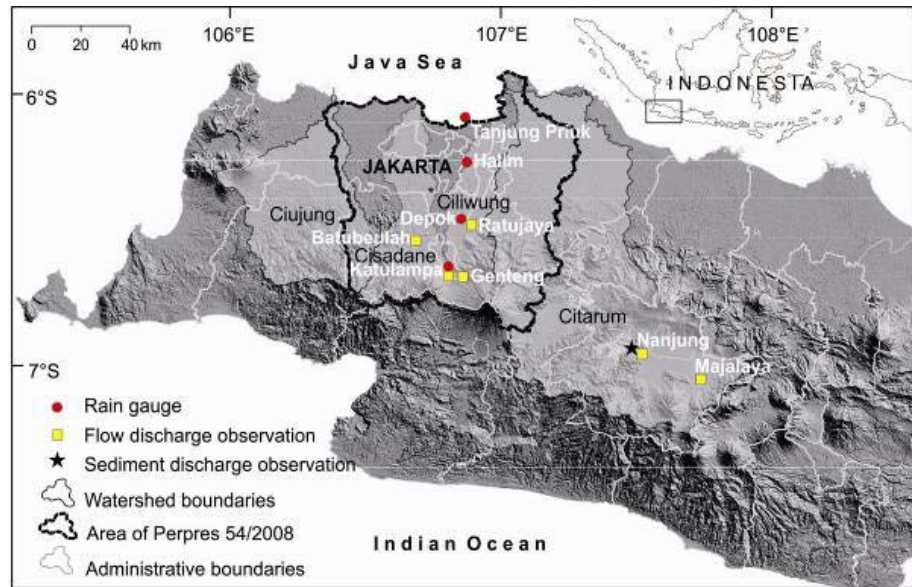 0 20 40 km
106°E
107°E
108°E
Java Sea
INDONESIA
6°S
Tanjung Priuk
JAKARTA
Halim
Ciliwung
Ciujung
Depok
Ratujaya
Batubeulah
Cisadane
Katulampa
Genteng
Citarum
Nanjung
7°S
Majalaya
Rain gauge
Flow discharge observation
Sediment discharge observation
Watershed boundaries
Area of Perpres 54/2008
Indian Ocean
Administrative boundaries